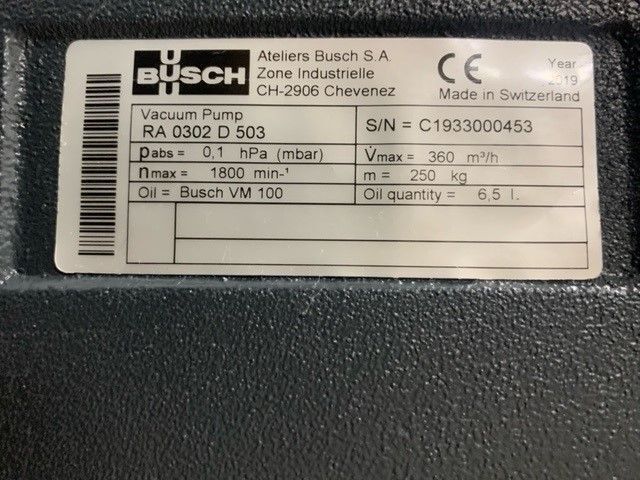 BUSCH
Ateliers Busch S.A.
Zone Industrielle
CH-2906 Chevenez
CE
Year
2019
Made in Switzerland
Vacuum Pump
RA 0302 D 503
S/N = C1933000453
pabs = 0,1 hPa (mbar)
V̇max = 360 m³/h
nmax = 1800 min-¹
m = 250 kg
Oil = Busch VM 100
Oil quantity = 6,5 l.